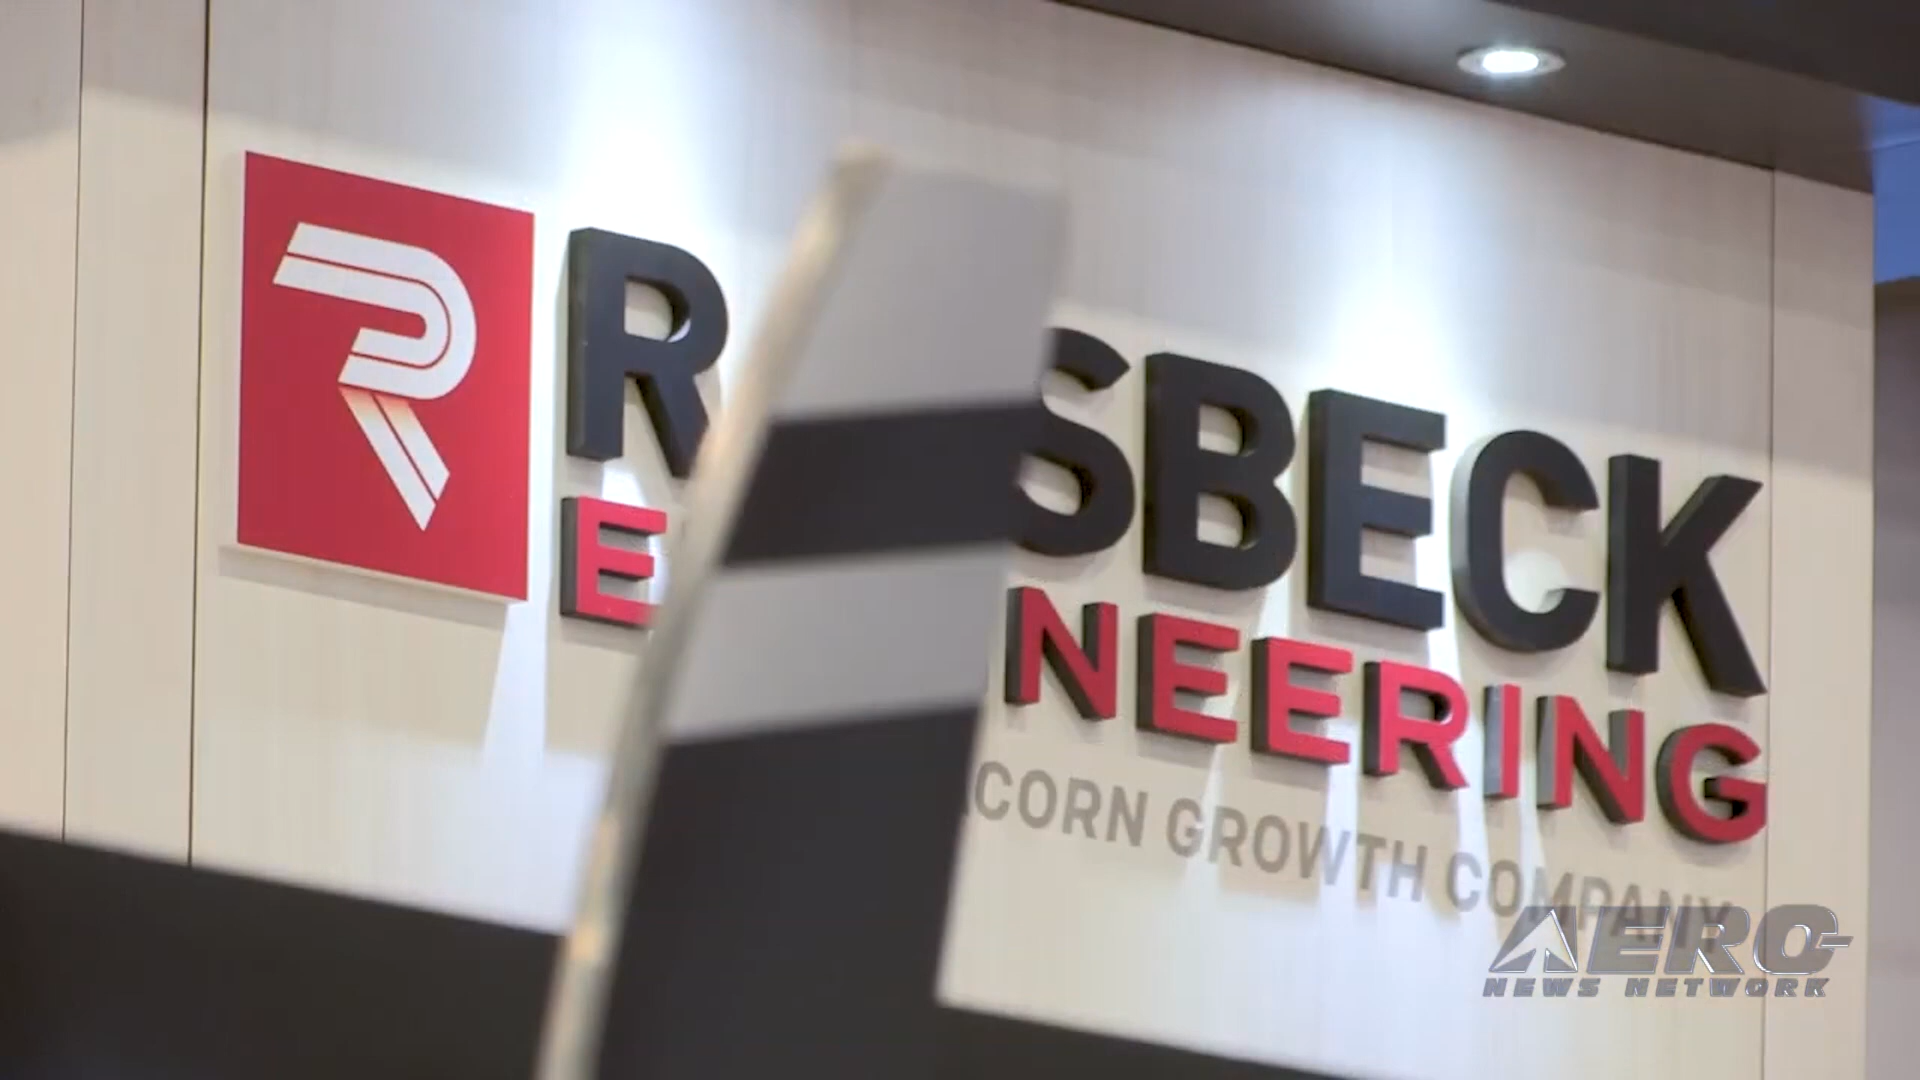 R SBECK
E NEERING
CORN GROWTH COMPANY
AERO-
NEWS NETWORK